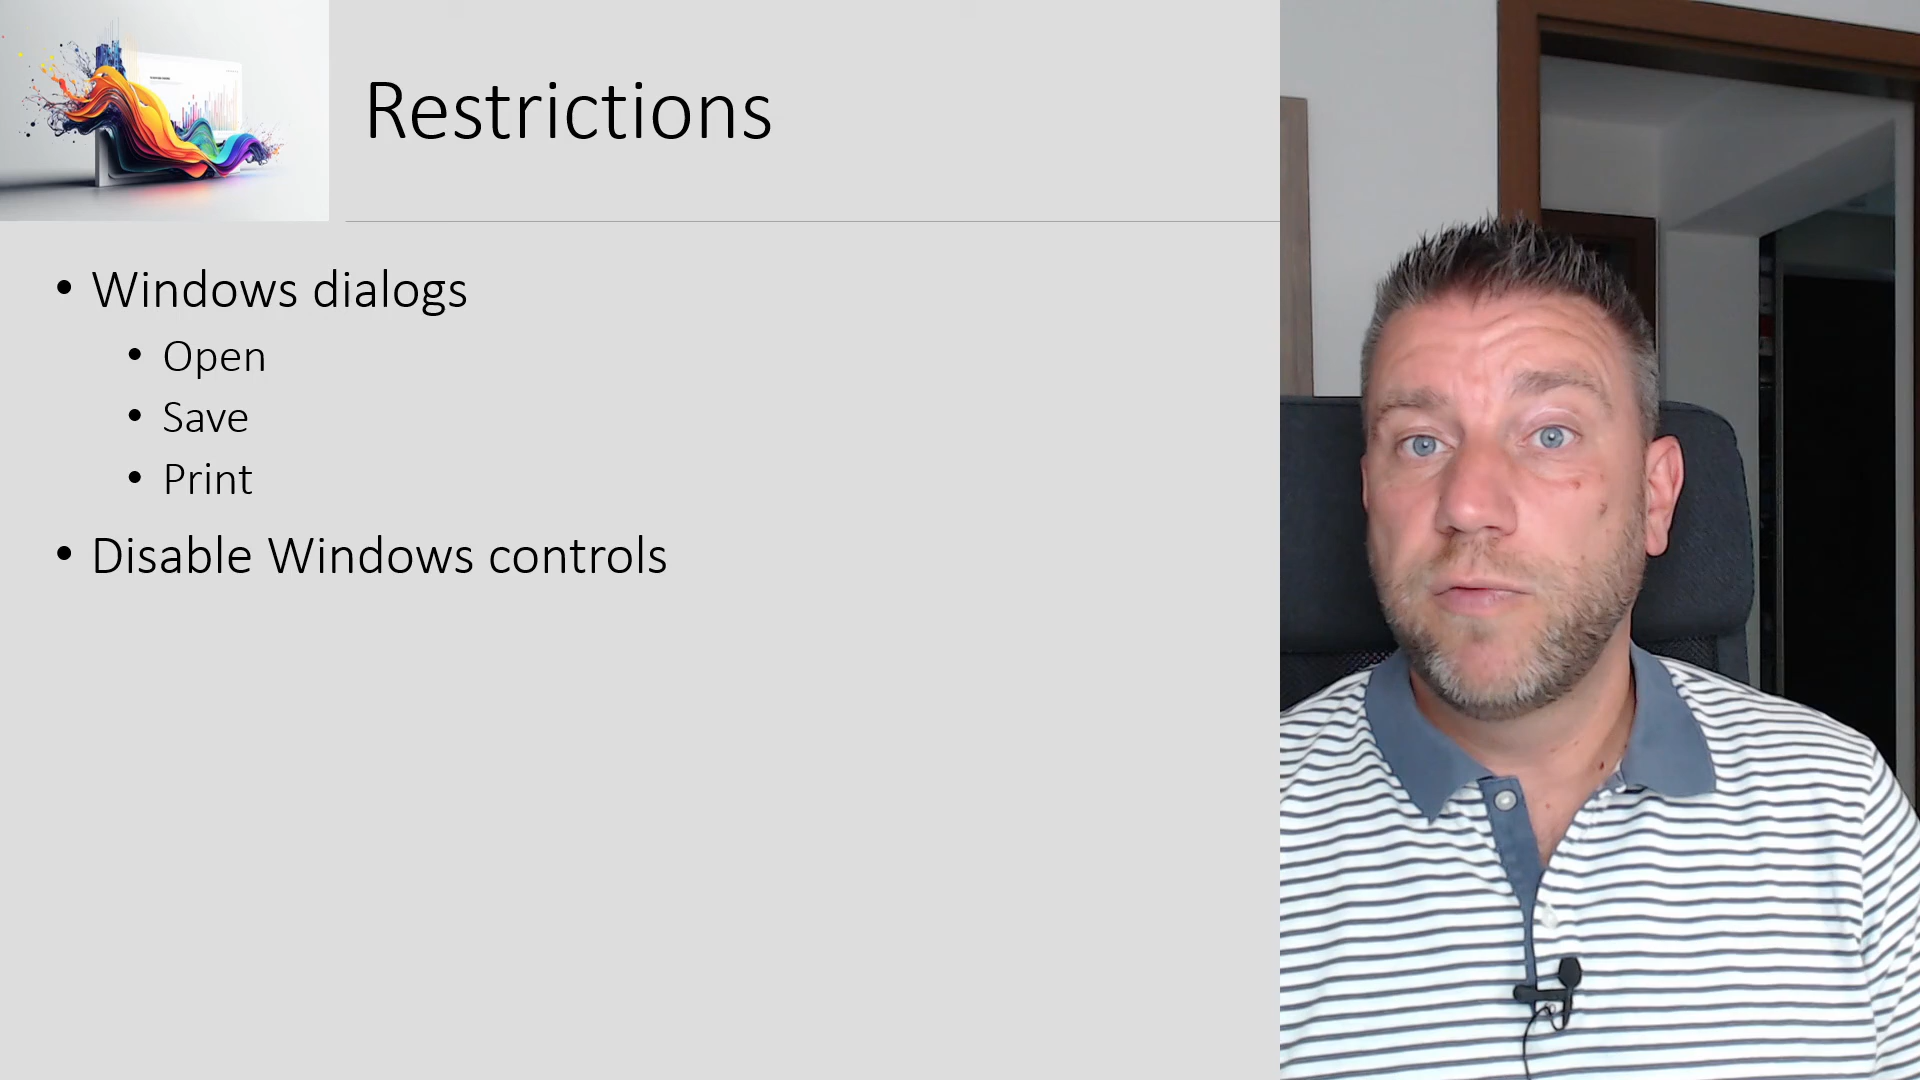 Restrictions
• Windows dialogs
• Open
• Save
• Print
• Disable Windows controls